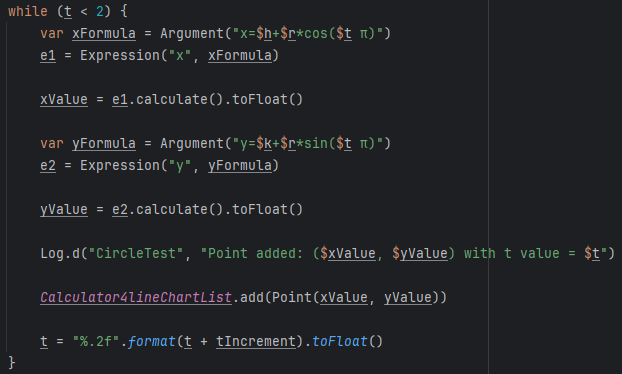 while (t < 2) {
var xFormula = Argument("x=$h+$r*cos($t π)")
e1 = Expression("x", xFormula)
xValue = e1.calculate().toFloat()
var yFormula = Argument("y=$k+$r*sin($t π)")
e2 = Expression("y", yFormula)
yValue = e2.calculate().toFloat()
Log.d("CircleTest", "Point added: ($xValue, $yValue) with t value = $t")
Calculator4lineChartList.add(Point(xValue, yValue))
t = "%.2f".format(t + tIncrement).toFloat()
}